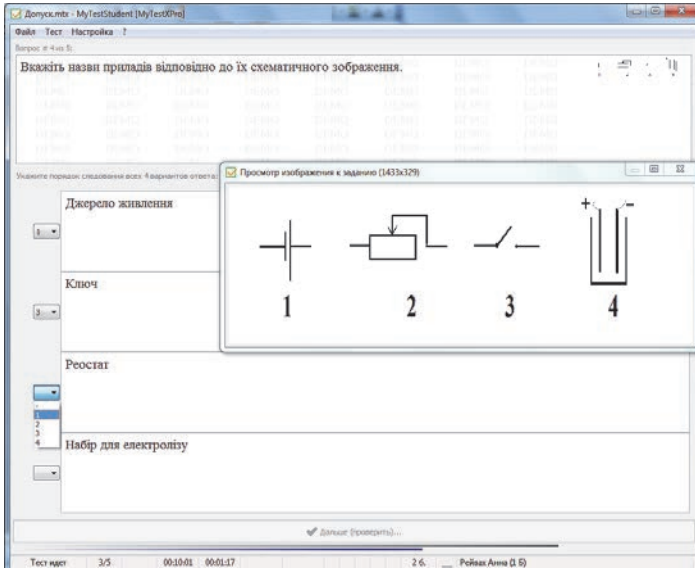 Допуск.mtx - MyTestStudent [MyTestXPro]
Файл Тест Настройка ?
Вопрос # 4 из 5:
Вкажіть назви приладів відповідно до їх схематичного зображення.
Укажите порядок следования всех 4 вариантов ответа:
Просмотр изображения к заданию (1433x329)
+ -
1 2 3 4
Джерело живлення
1
Ключ
3
Реостат
-
1
2
3
4
Набір для електролізу
Дальше (проверить)...
Тест идет 3/5 00:10:01 00:01:17 2 б. Рейвах Анна (1 Б)